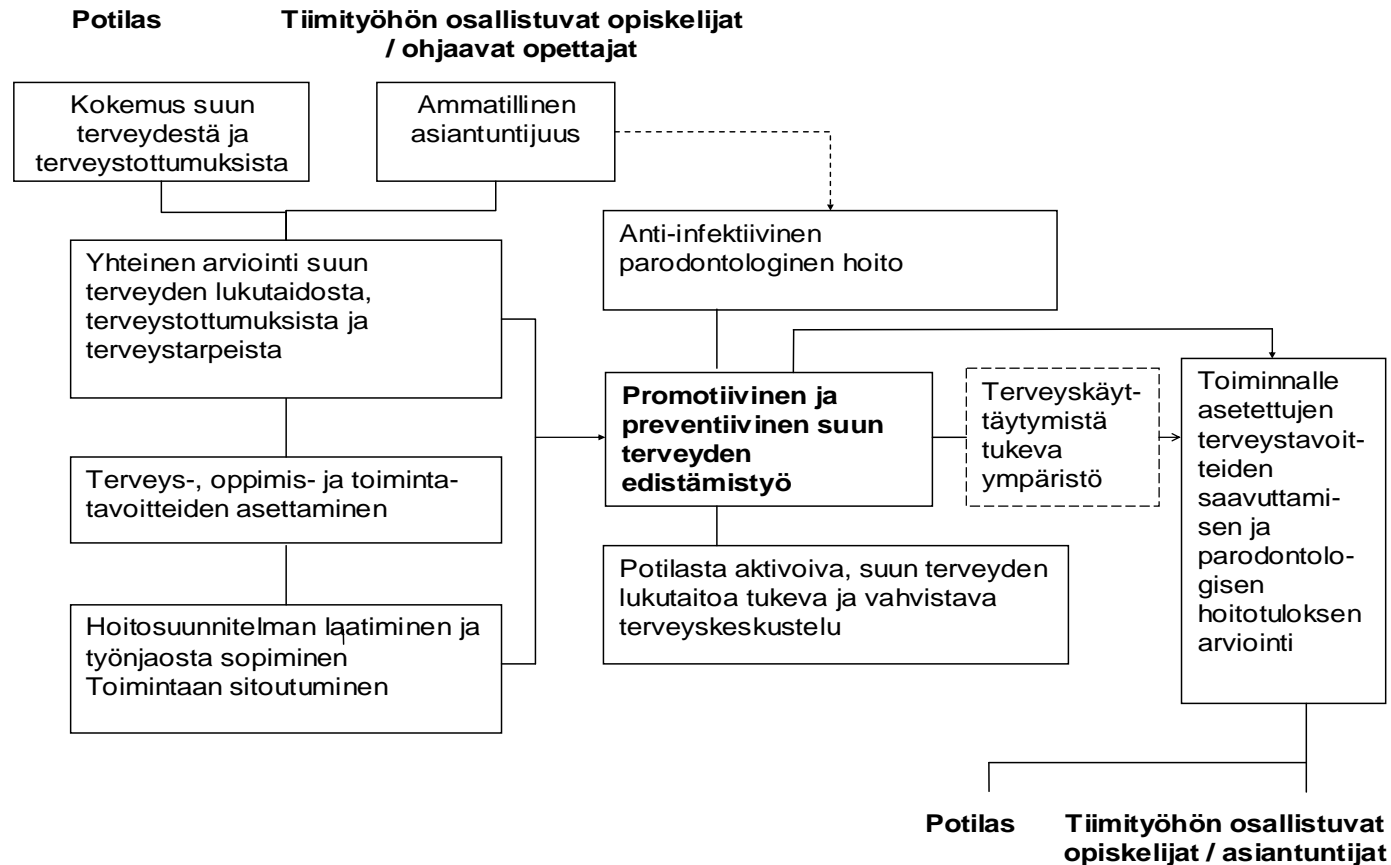 Potilas
Tiimityöhön osallistuvat opiskelijat
/ ohjaavat opettajat
Kokemus suun
terveydestä ja
terveystottumuksista
Ammatillinen
asiantuntijuus
Yhteinen arviointi suun
terveyden lukutaidosta,
terveystottumuksista ja
terveystarpeista
Anti-infektiivinen
parodontologinen hoito
Terveys-, oppimis- ja toiminta-
tavoitteiden asettaminen
Promotiivinen ja
preventiivinen suun
terveyden
edistämistyö
Terveyskäyt-
täytymistä
tukeva
ympäristö
Toiminnalle
asetettujen
terveystavoit-
teiden
saavuttami-
sen ja
parodontolo-
gisen
hoitotuloksen
arviointi
Hoitosuunnitelman laatiminen ja
työnjaosta sopiminen
Toimintaan sitoutuminen
Potilasta aktivoiva, suun terveyden
lukutaitoa tukeva ja vahvistava
terveyskeskustelu
Potilas
Tiimityöhön osallistuvat
opiskelijat / asiantuntijat